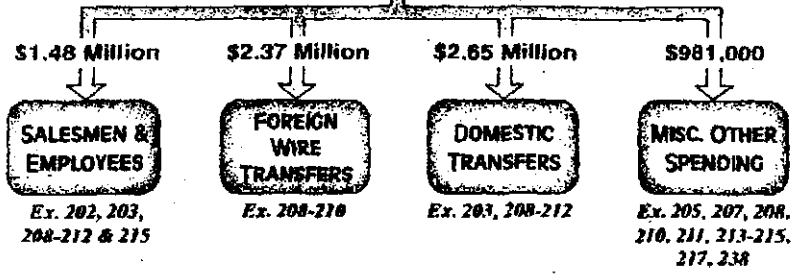 $1.48 Million
$2.37 Million
$2.65 Million
$981,000
SALESMEN &
EMPLOYEES
FOREIGN
WIRE
TRANSFERS
DOMESTIC
TRANSFERS
MISC. OTHER
SPENDING
Ex. 202, 203,
208-212 & 215
Ex. 208-210
Ex. 203, 208-212
Ex. 205, 207, 208,
210, 211, 213-215,
217, 238